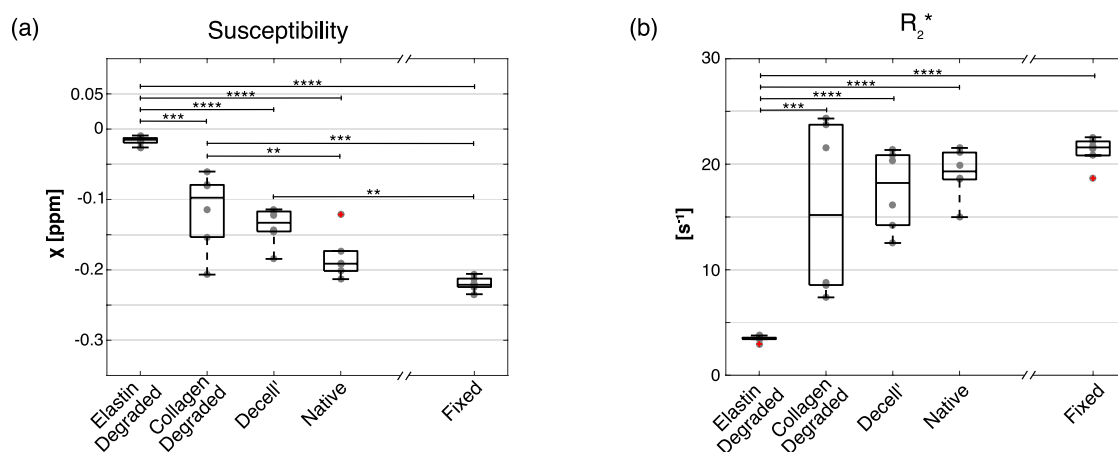 (a)
Susceptibility
χ [ppm]
0.05
0
-0.1
-0.2
-0.3
****
****
****
***
***
**
**
Elastin
Degraded
Collagen
Degraded
Decell'
Native
Fixed
(b)
R₂*
[s⁻¹]
30
20
10
0
****
****
****
***
Elastin
Degraded
Collagen
Degraded
Decell'
Native
Fixed